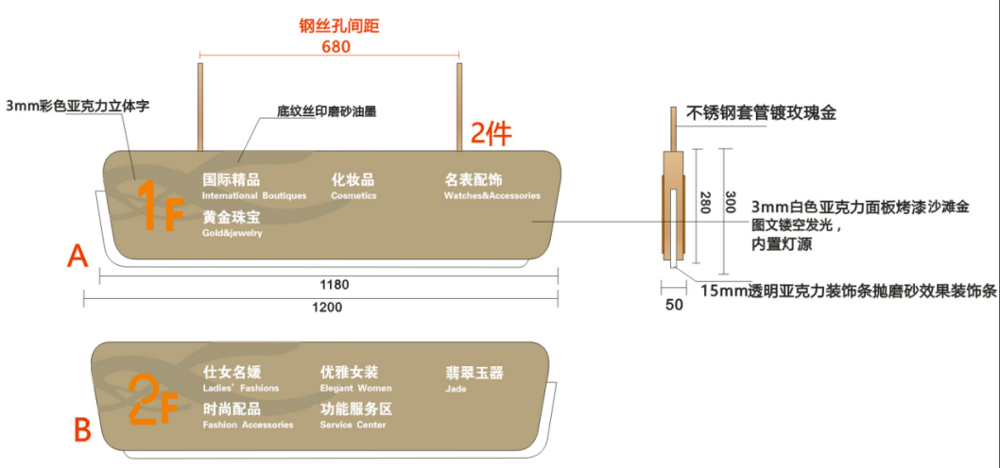 钢丝孔间距
680
3mm彩色亚克力立体字
底纹丝印磨砂油墨
2件
不锈钢套管镀玫瑰金
1F
国际精品
International Boutiques
化妆品
Cosmetics
名表配饰
Watches&Accessories
黄金珠宝
Gold&jewelry
A
1180
1200
280
300
3mm白色亚克力面板烤漆沙滩金
图文镂空发光，
内置灯源
15mm透明亚克力装饰条抛磨砂效果装饰条
50
B
2F
仕女名媛
Ladies' Fashions
优雅女装
Elegant Women
翡翠玉器
Jade
时尚配品
Fashion Accessories
功能服务区
Service Center